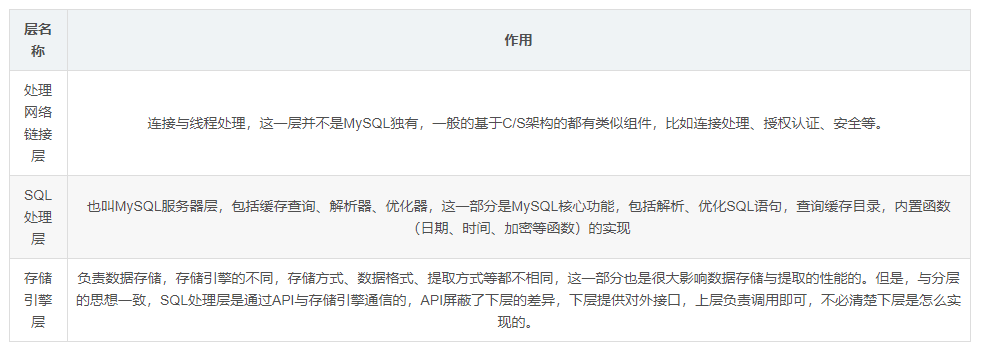 层名
称
作用
处理
网络
链接
层
连接与线程处理，这一层并不是MySQL独有，一般的基于C/S架构的都有类似组件，比如连接处理、授权认证、安全等。
SQL
处理
层
也叫MySQL服务器层，包括缓存查询、解析器、优化器，这一部分是MySQL核心功能，包括解析、优化SQL语句，查询缓存目录，内置函数
（日期、时间、加密等函数）的实现
存储
引擎
层
负责数据存储，存储引擎的不同，存储方式、数据格式、提取方式等都不相同，这一部分也是很大影响数据存储与提取的性能的。但是，与分层
的思想一致，SQL处理层是通过API与存储引擎通信的，API屏蔽了下层的差异，下层提供对外接口，上层负责调用即可，不必清楚下层是怎么实
现的。